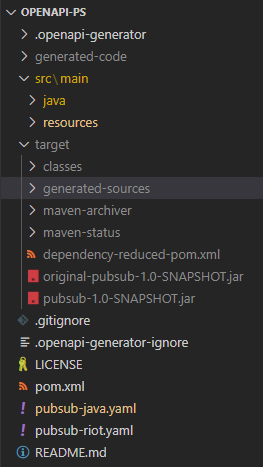 OPENAPI-PS
.openapi-generator
generated-code
src\main
java
resources
target
classes
generated-sources
maven-archiver
maven-status
dependency-reduced-pom.xml
original-pubsub-1.0-SNAPSHOT.jar
pubsub-1.0-SNAPSHOT.jar
.gitignore
.openapi-generator-ignore
LICENSE
pom.xml
pubsub-java.yaml
pubsub-riot.yaml
README.md